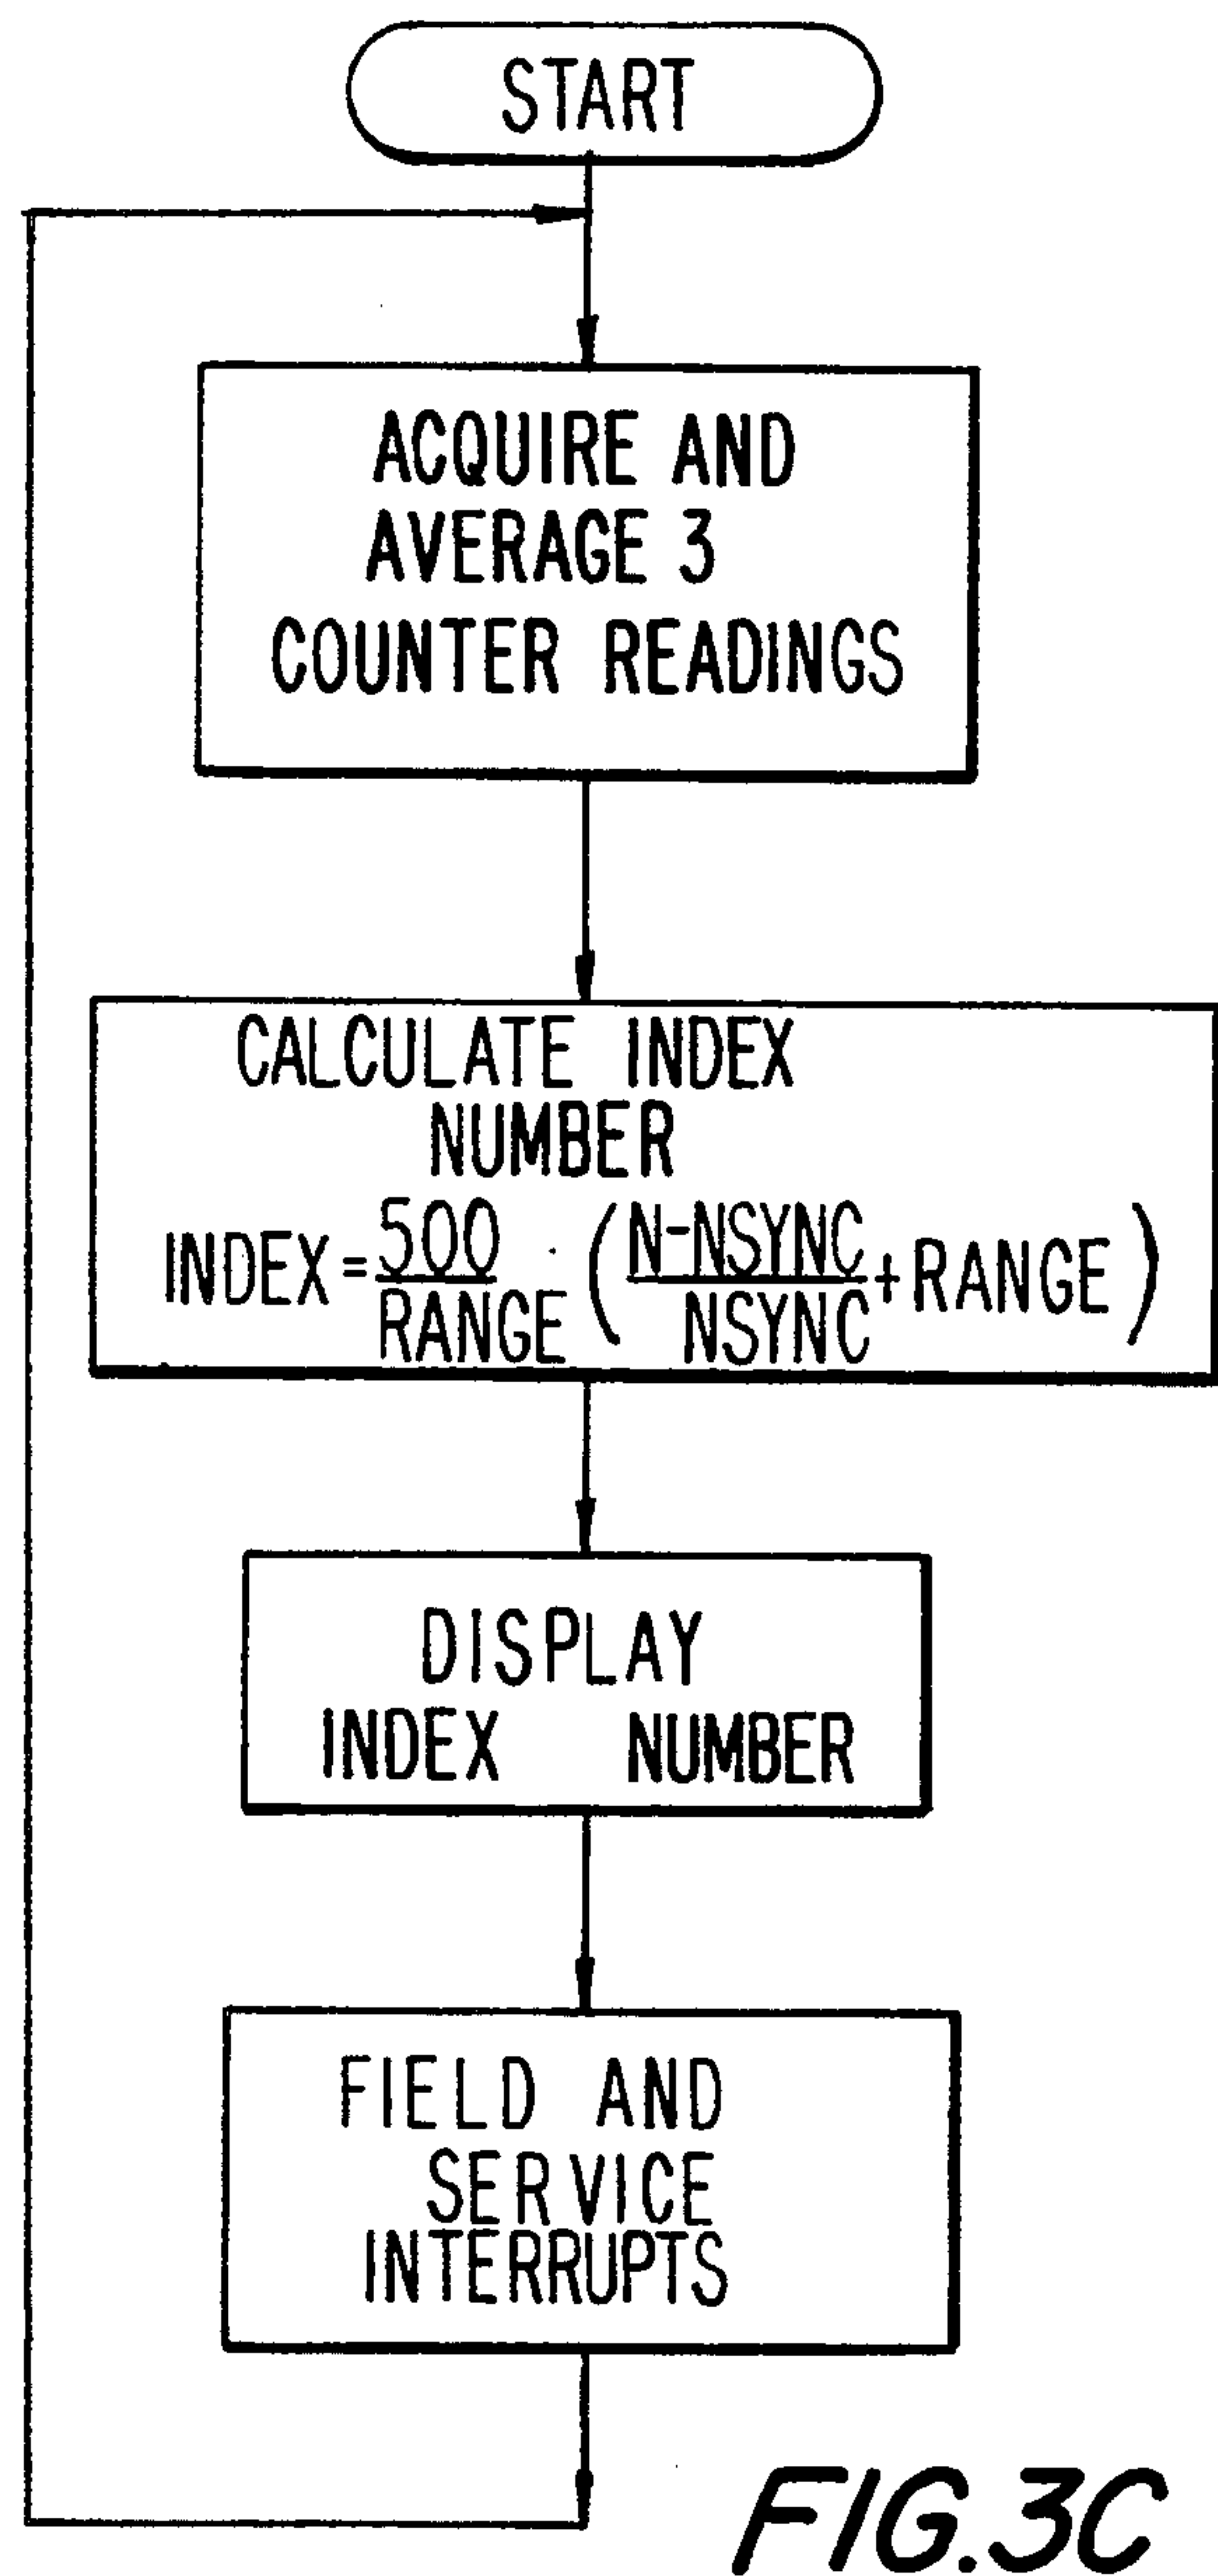 START
ACQUIRE AND
AVERAGE 3
COUNTER READINGS
CALCULATE INDEX
NUMBER
INDEX = 500/RANGE · (N-NSYNC/NSYNC + RANGE)
DISPLAY
INDEX NUMBER
FIELD AND
SERVICE
INTERRUPTS
FIG.3C